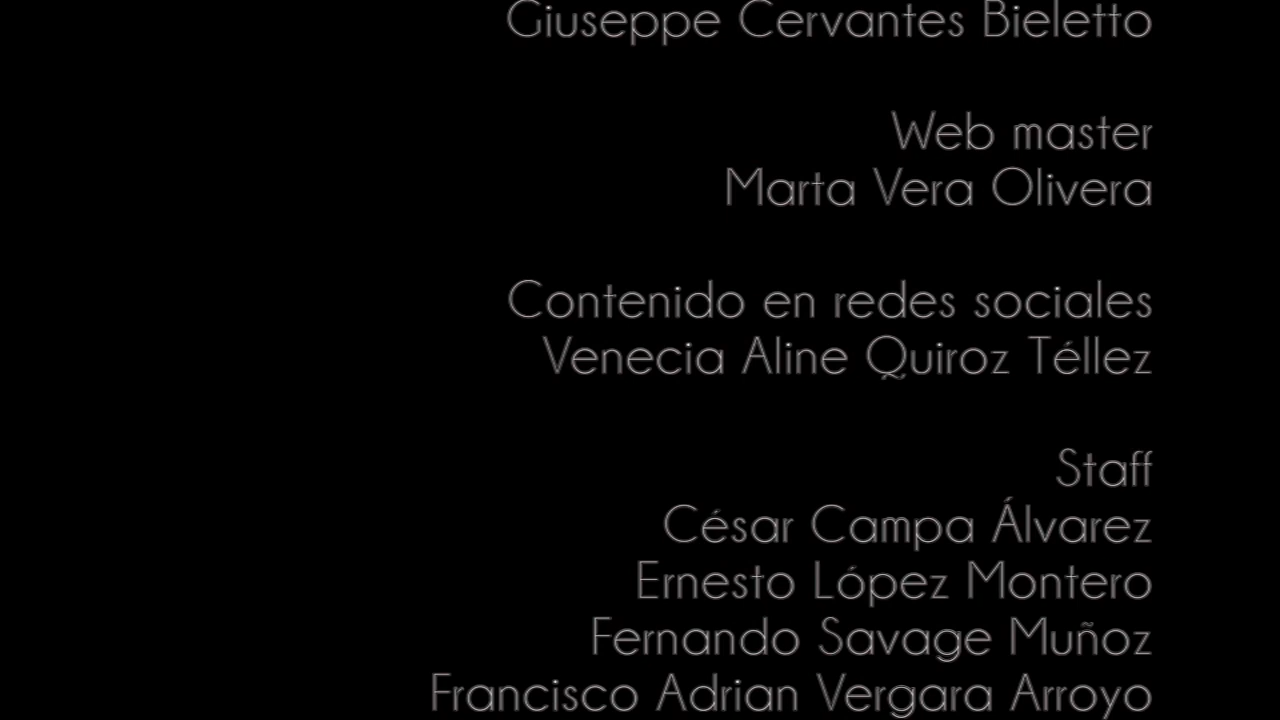 Giuseppe Cervantes Bieletto
Web master
Marta Vera Olivera
Contenido en redes sociales
Venecia Aline Quiroz Téllez
Staff
César Campa Álvarez
Ernesto López Montero
Fernando Savage Muñoz
Francisco Adrian Vergara Arroyo